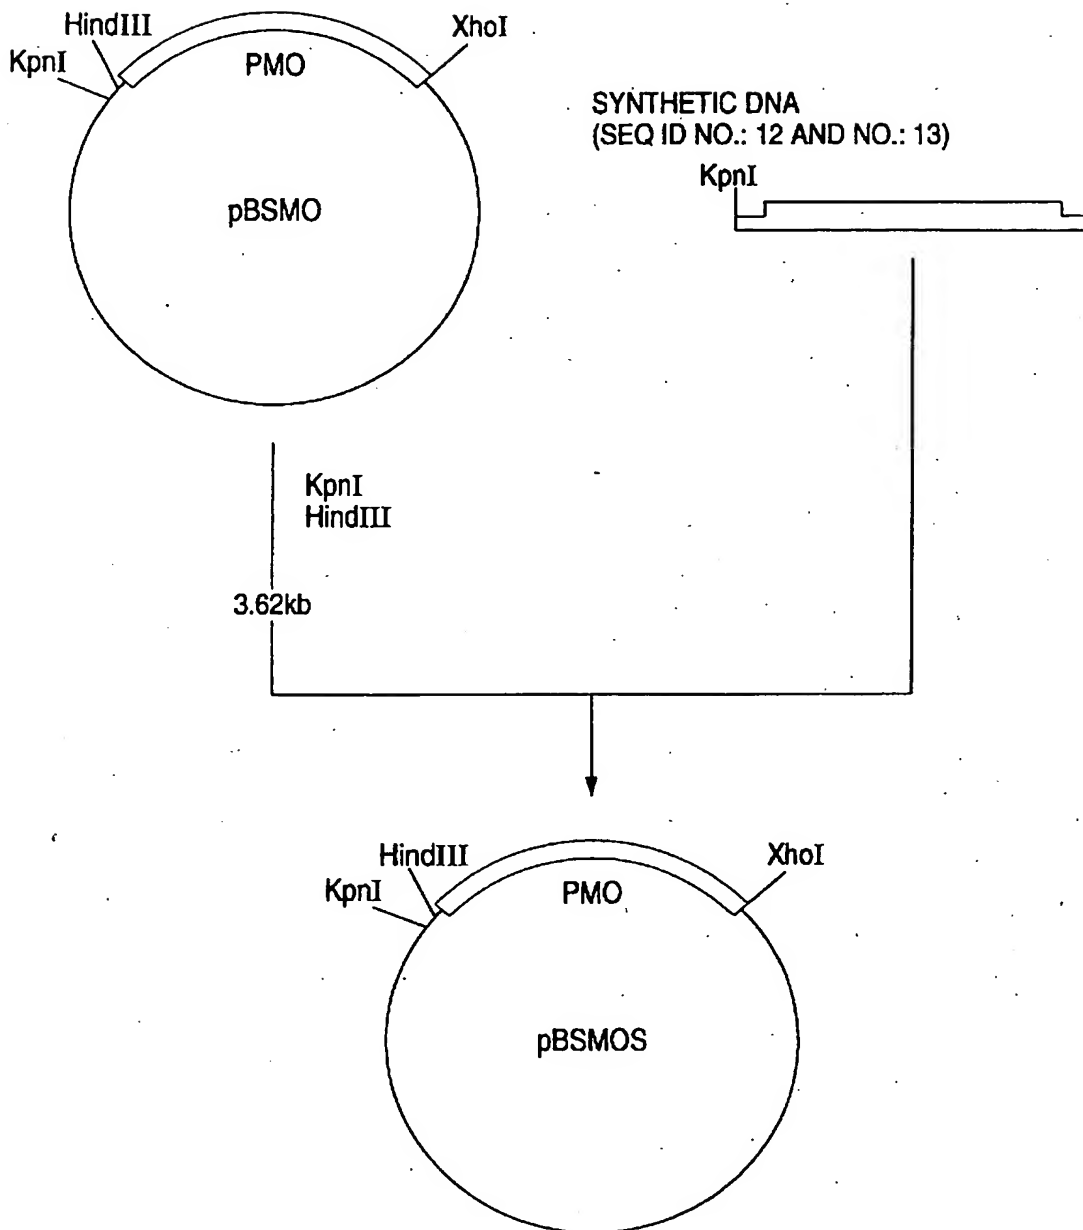 HindIII
XhoI
KpnI
PMO
SYNTHETIC DNA
(SEQ ID NO.: 12 AND NO.: 13)
KpnI
pBSMO
KpnI
HindIII
3.62kb
HindIII
XhoI
KpnI
PMO
pBSMOS